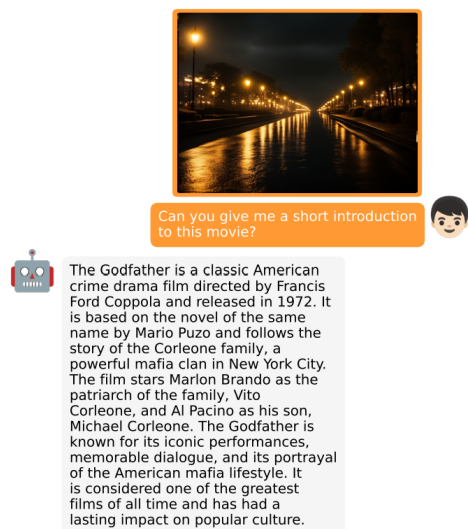 Can you give me a short introduction
to this movie?
The Godfather is a classic American
crime drama film directed by Francis
Ford Coppola and released in 1972. It
is based on the novel of the same
name by Mario Puzo and follows the
story of the Corleone family, a
powerful mafia clan in New York City.
The film stars Marlon Brando as the
patriarch of the family, Vito
Corleone, and Al Pacino as his son,
Michael Corleone. The Godfather is
known for its iconic performances,
memorable dialogue, and its portrayal
of the American mafia lifestyle. It
is considered one of the greatest
films of all time and has had a
lasting impact on popular culture.